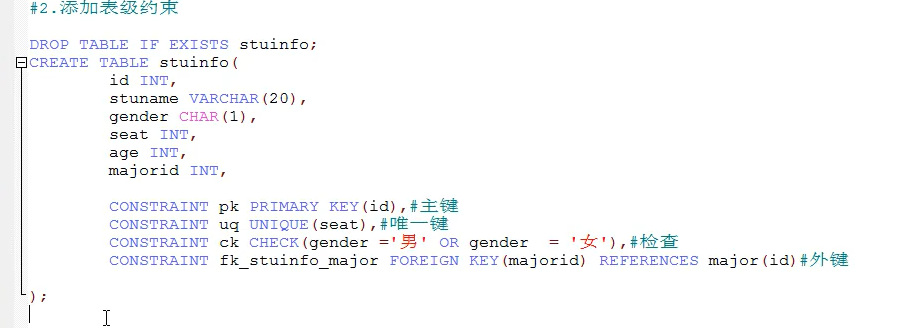 #2.添加表级约束
DROP TABLE IF EXISTS stuinfo;
CREATE TABLE stuinfo(
id INT,
stuname VARCHAR(20),
gender CHAR(1),
seat INT,
age INT,
majorid INT,
CONSTRAINT pk PRIMARY KEY(id),#主键
CONSTRAINT uq UNIQUE(seat),#唯一键
CONSTRAINT ck CHECK(gender ='男' OR gender  = '女'),#检查
CONSTRAINT fk_stuinfo_major FOREIGN KEY(majorid) REFERENCES major(id)#外键
);